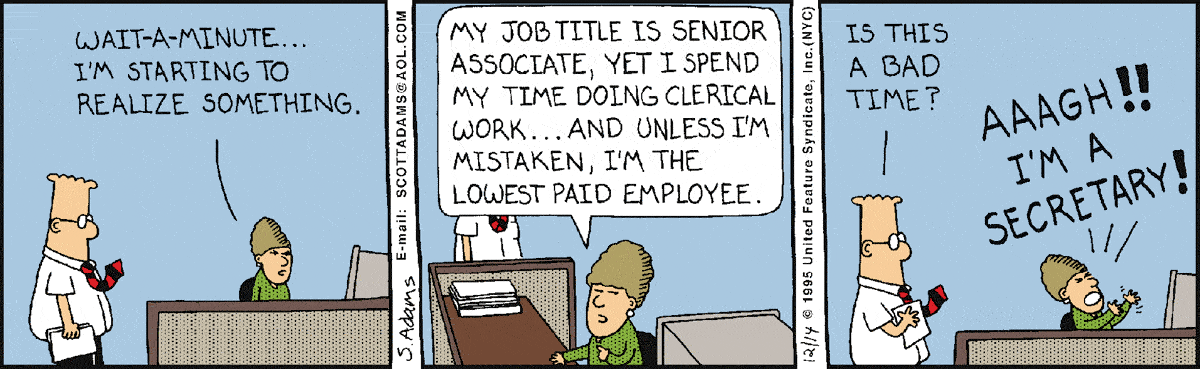 WAIT-A-MINUTE...
I'M STARTING TO
REALIZE SOMETHING.
S. Adams E-mail: SCOTTADAMS@AOL.COM
MY JOB TITLE IS SENIOR
ASSOCIATE, YET I SPEND
MY TIME DOING CLERICAL
WORK... AND UNLESS I'M
MISTAKEN, I'M THE
LOWEST PAID EMPLOYEE.
12/14 © 1995 United Feature Syndicate, Inc.(NYC)
IS THIS
A BAD
TIME?
AAAGH!!
I'M A
SECRETARY!